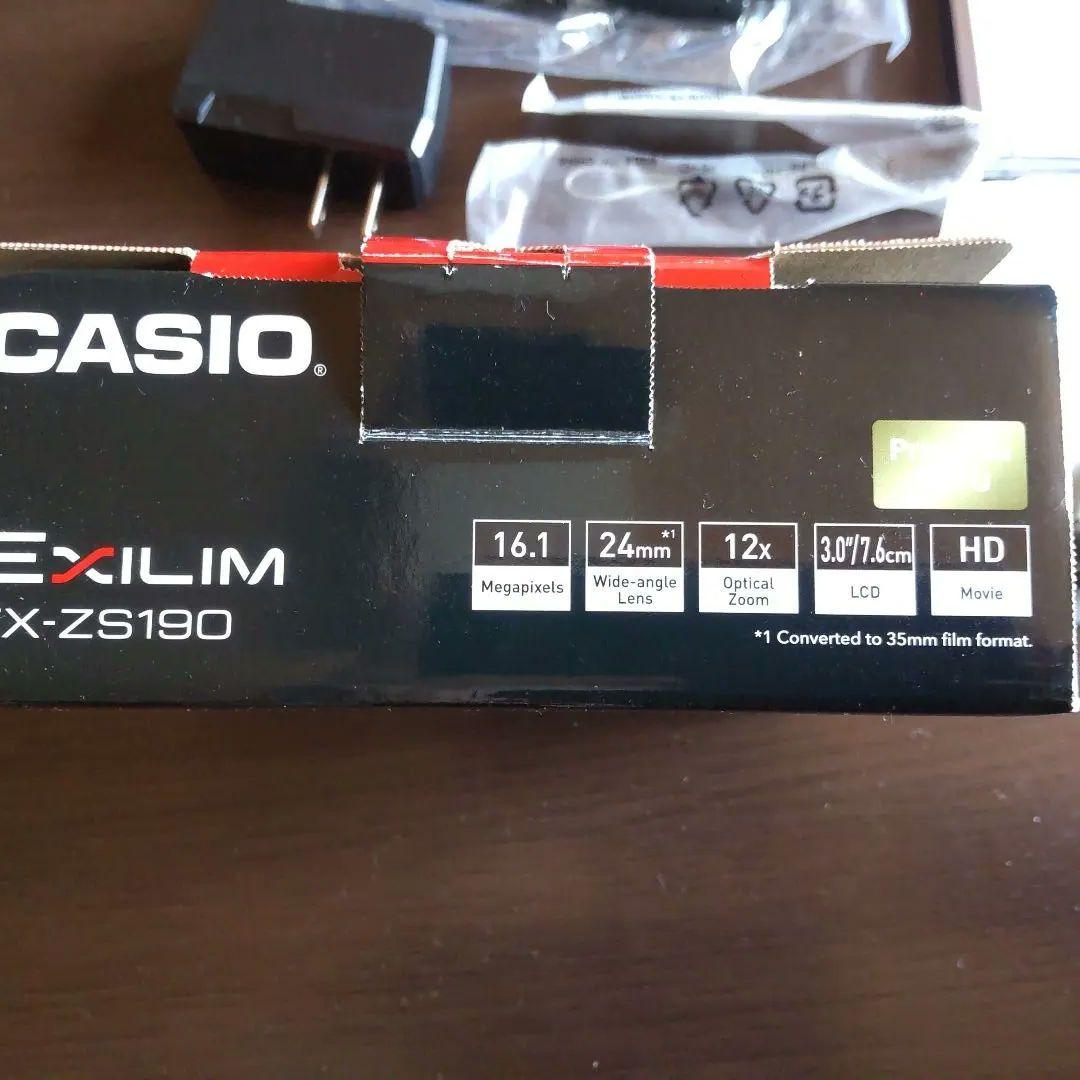 CASIO®
EXILIM
X-ZS190
16.1
Megapixels
24mm*1
Wide-angle
Lens
12x
Optical
Zoom
3.0"/7.6cm
LCD
HD
Movie
*1 Converted to 35mm film format.